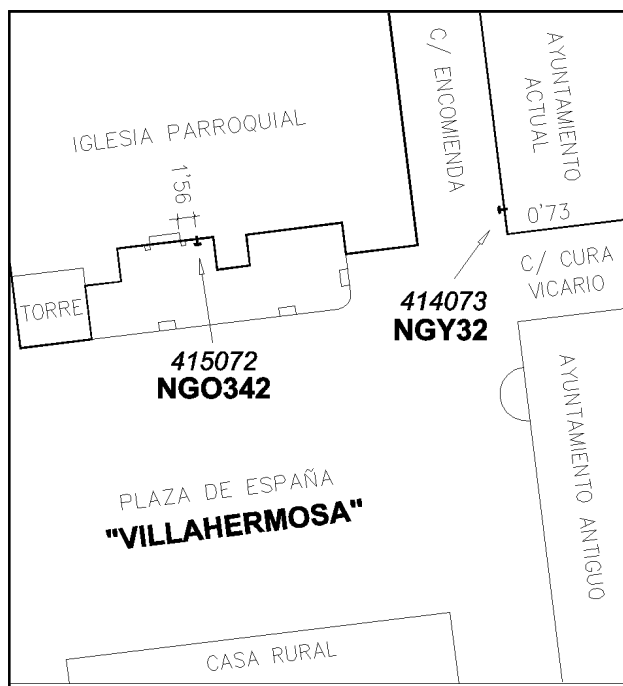 IGLESIA PARROQUIAL
1'56
C/ ENCOMIENDA
AYUNTAMIENTO
ACTUAL
0'73
C/ CURA
VICARIO
TORRE
415072
NGO342
414073
NGY32
AYUNTAMIENTO ANTIGUO
PLAZA DE ESPAÑA
"VILLAHERMOSA"
CASA RURAL